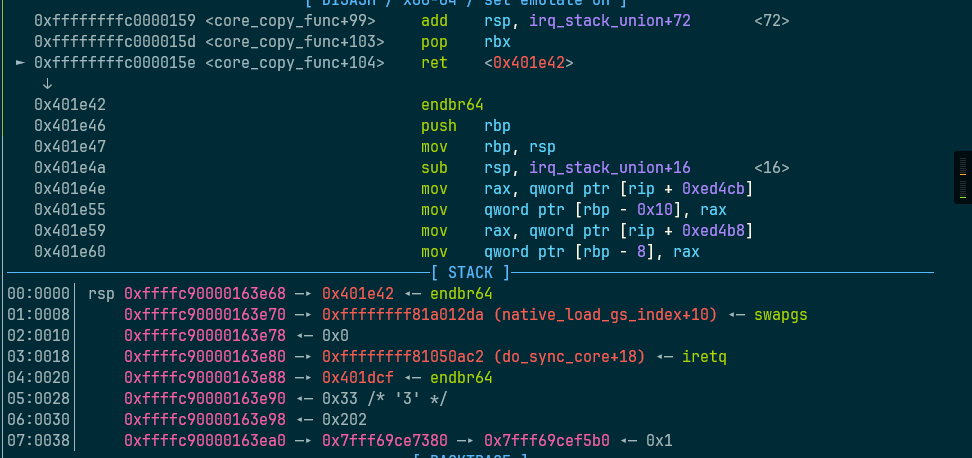 [ DISASM / x86-64 / set emulate on ]
0xffffffffc0000159 <core_copy_func+99> add rsp, irq_stack_union+72 <72>
0xffffffffc000015d <core_copy_func+103> pop rbx
► 0xffffffffc000015e <core_copy_func+104> ret <0x401e42>
↓
0x401e42 endbr64
0x401e46 push rbp
0x401e47 mov rbp, rsp
0x401e4a sub rsp, irq_stack_union+16 <16>
0x401e4e mov rax, qword ptr [rip + 0xed4cb]
0x401e55 mov qword ptr [rbp - 0x10], rax
0x401e59 mov rax, qword ptr [rip + 0xed4b8]
0x401e60 mov qword ptr [rbp - 8], rax
[ STACK ]
00:0000│ rsp 0xffffc90000163e68 —▸ 0x401e42 ◂— endbr64
01:0008│ 0xffffc90000163e70 —▸ 0xffffffff81a012da (native_load_gs_index+10) ◂— swapgs
02:0010│ 0xffffc90000163e78 ◂— 0x0
03:0018│ 0xffffc90000163e80 —▸ 0xffffffff81050ac2 (do_sync_core+18) ◂— iretq
04:0020│ 0xffffc90000163e88 —▸ 0x401dcf ◂— endbr64
05:0028│ 0xffffc90000163e90 ◂— 0x33 /* '3' */
06:0030│ 0xffffc90000163e98 ◂— 0x202
07:0038│ 0xffffc90000163ea0 —▸ 0x7fff69ce7380 —▸ 0x7fff69cef5b0 ◂— 0x1
[ BACKTRACE ]